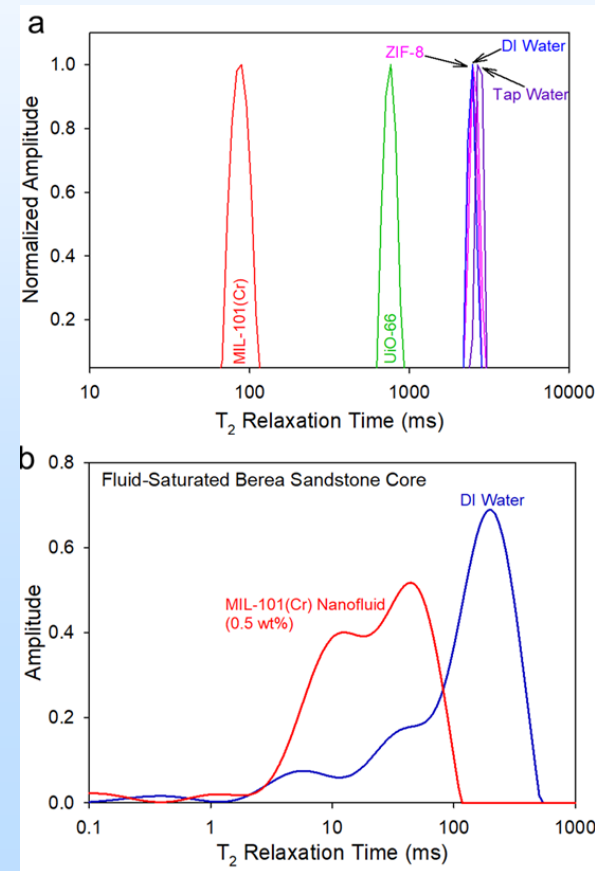 a
ZIF-8
DI Water
Tap Water
1.0
0.8
0.6
0.4
0.2
Normalized Amplitude
MIL-101(Cr)
UiO-66
10
100
1000
10000
T₂ Relaxation Time (ms)
b
0.8
0.6
0.4
0.2
0.0
Amplitude
Fluid-Saturated Berea Sandstone Core
DI Water
MIL-101(Cr) Nanofluid
(0.5 wt%)
0.1
1
10
100
1000
T₂ Relaxation Time (ms)